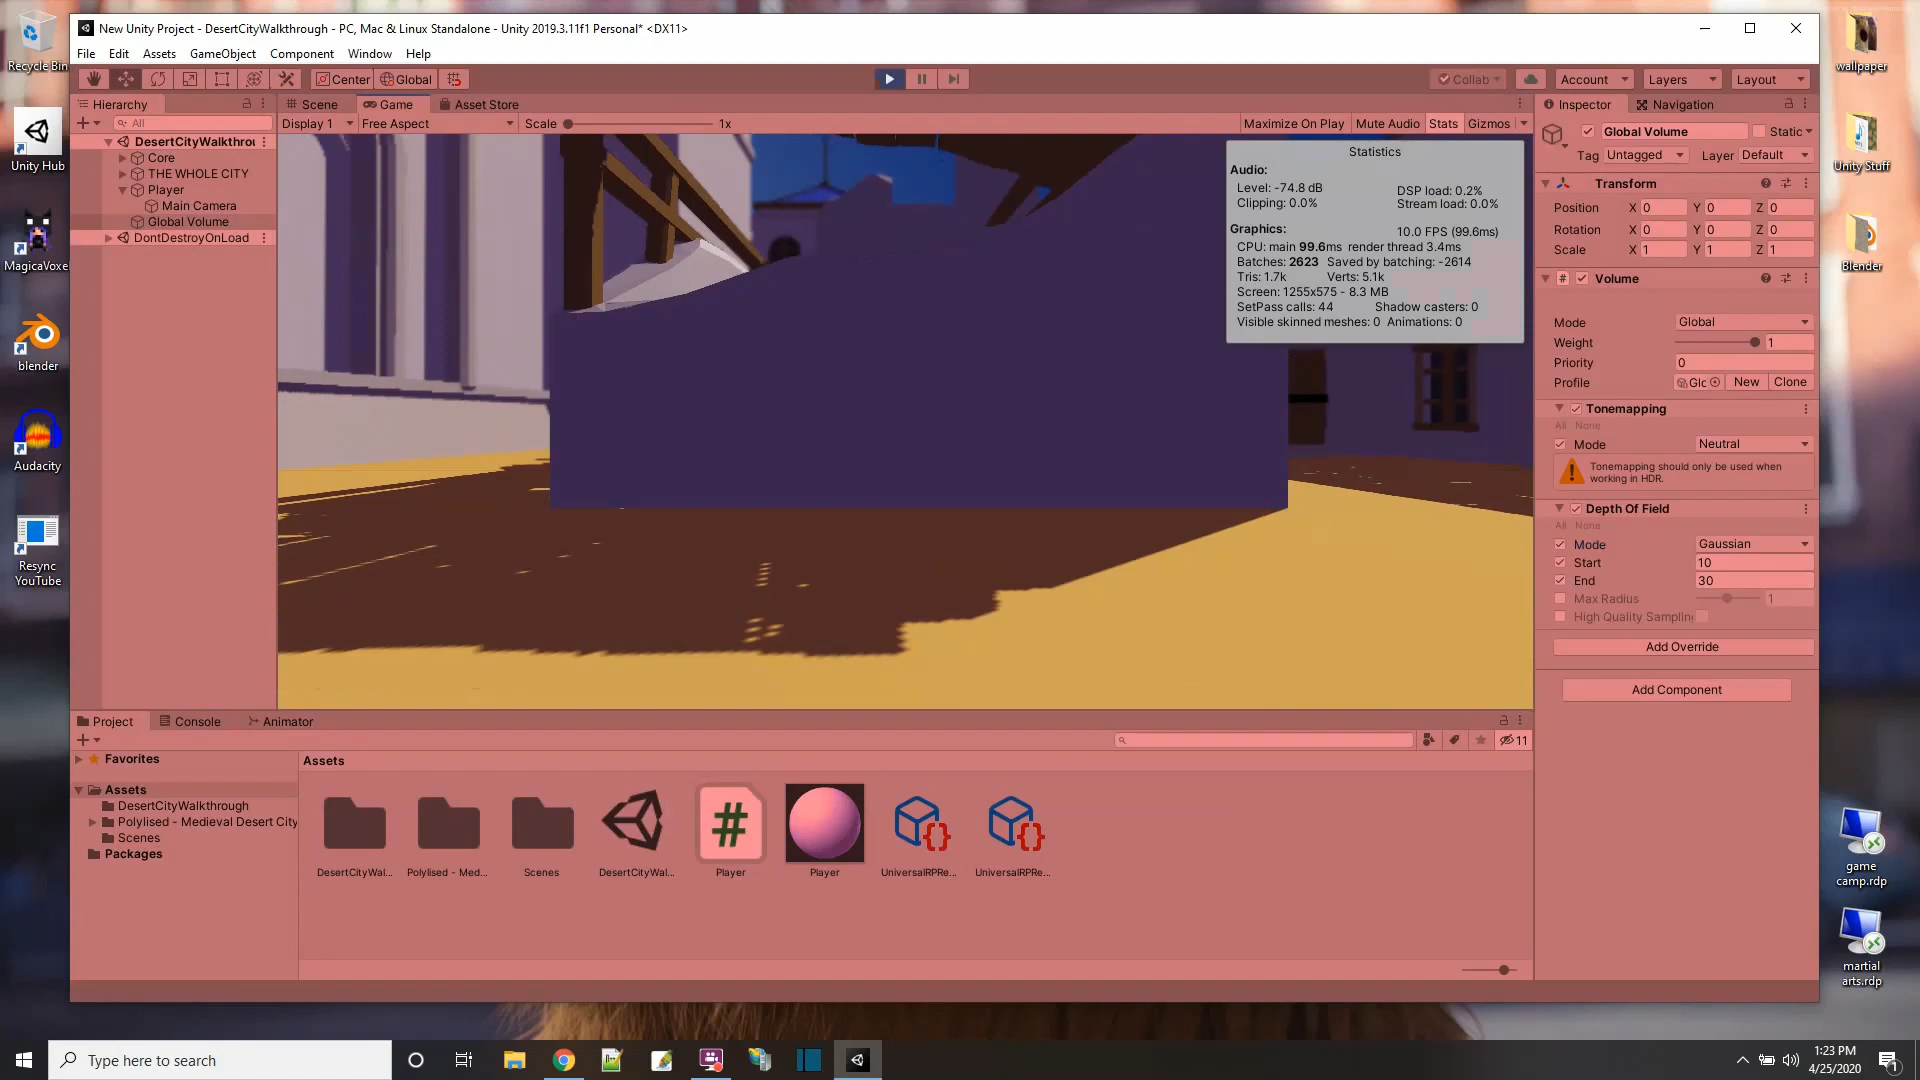 New Unity Project - DesertCityWalkthrough - PC, Mac & Linux Standalone - Unity 2019.3.11f1 Personal* <DX11>
File Edit Assets GameObject Component Window Help
Center Global Collab Account Layers Layout
Hierarchy
All
DesertCityWalkthrou
Core
THE WHOLE CITY
Player
Main Camera
Global Volume
DontDestroyOnLoad
Scene Game Asset Store
Display 1 Free Aspect Scale 1x Maximize On Play Mute Audio Stats Gizmos
Statistics
Audio:
Level: -74.8 dB DSP load: 0.2%
Clipping: 0.0% Stream load: 0.0%
Graphics: 10.0 FPS (99.6ms)
CPU: main 99.6ms render thread 3.4ms
Batches: 2623 Saved by batching: -2614
Tris: 1.7k Verts: 5.1k
Screen: 1255x575 - 8.3 MB
SetPass calls: 44 Shadow casters: 0
Visible skinned meshes: 0 Animations: 0
Inspector Navigation
Global Volume Static
Tag Untagged Layer Default
Transform
Position X 0 Y 0 Z 0
Rotation X 0 Y 0 Z 0
Scale X 1 Y 1 Z 1
# Volume
Mode Global
Weight 1
Priority 0
Profile Glc New Clone
Tonemapping
All None
Mode Neutral
Tonemapping should only be used when
working in HDR.
Depth Of Field
All None
Mode Gaussian
Start 10
End 30
Max Radius 1
High Quality Samplin
Add Override
Add Component
Project Console Animator
11
Favorites
Assets
DesertCityWalkthrough
Polylised - Medieval Desert City
Scenes
Packages
Assets
#
{} {}
DesertCityWal... Polylised - Med... Scenes DesertCityWal... Player Player UniversalRPRe... UniversalRPRe...
Recycle Bin
Unity Hub
MagicaVoxe
blender
Audacity
Resync
YouTube
wallpaper
Unity Stuff
Blender
game
camp.rdp
martial
arts.rdp
Type here to search
1:23 PM
4/25/2020
1